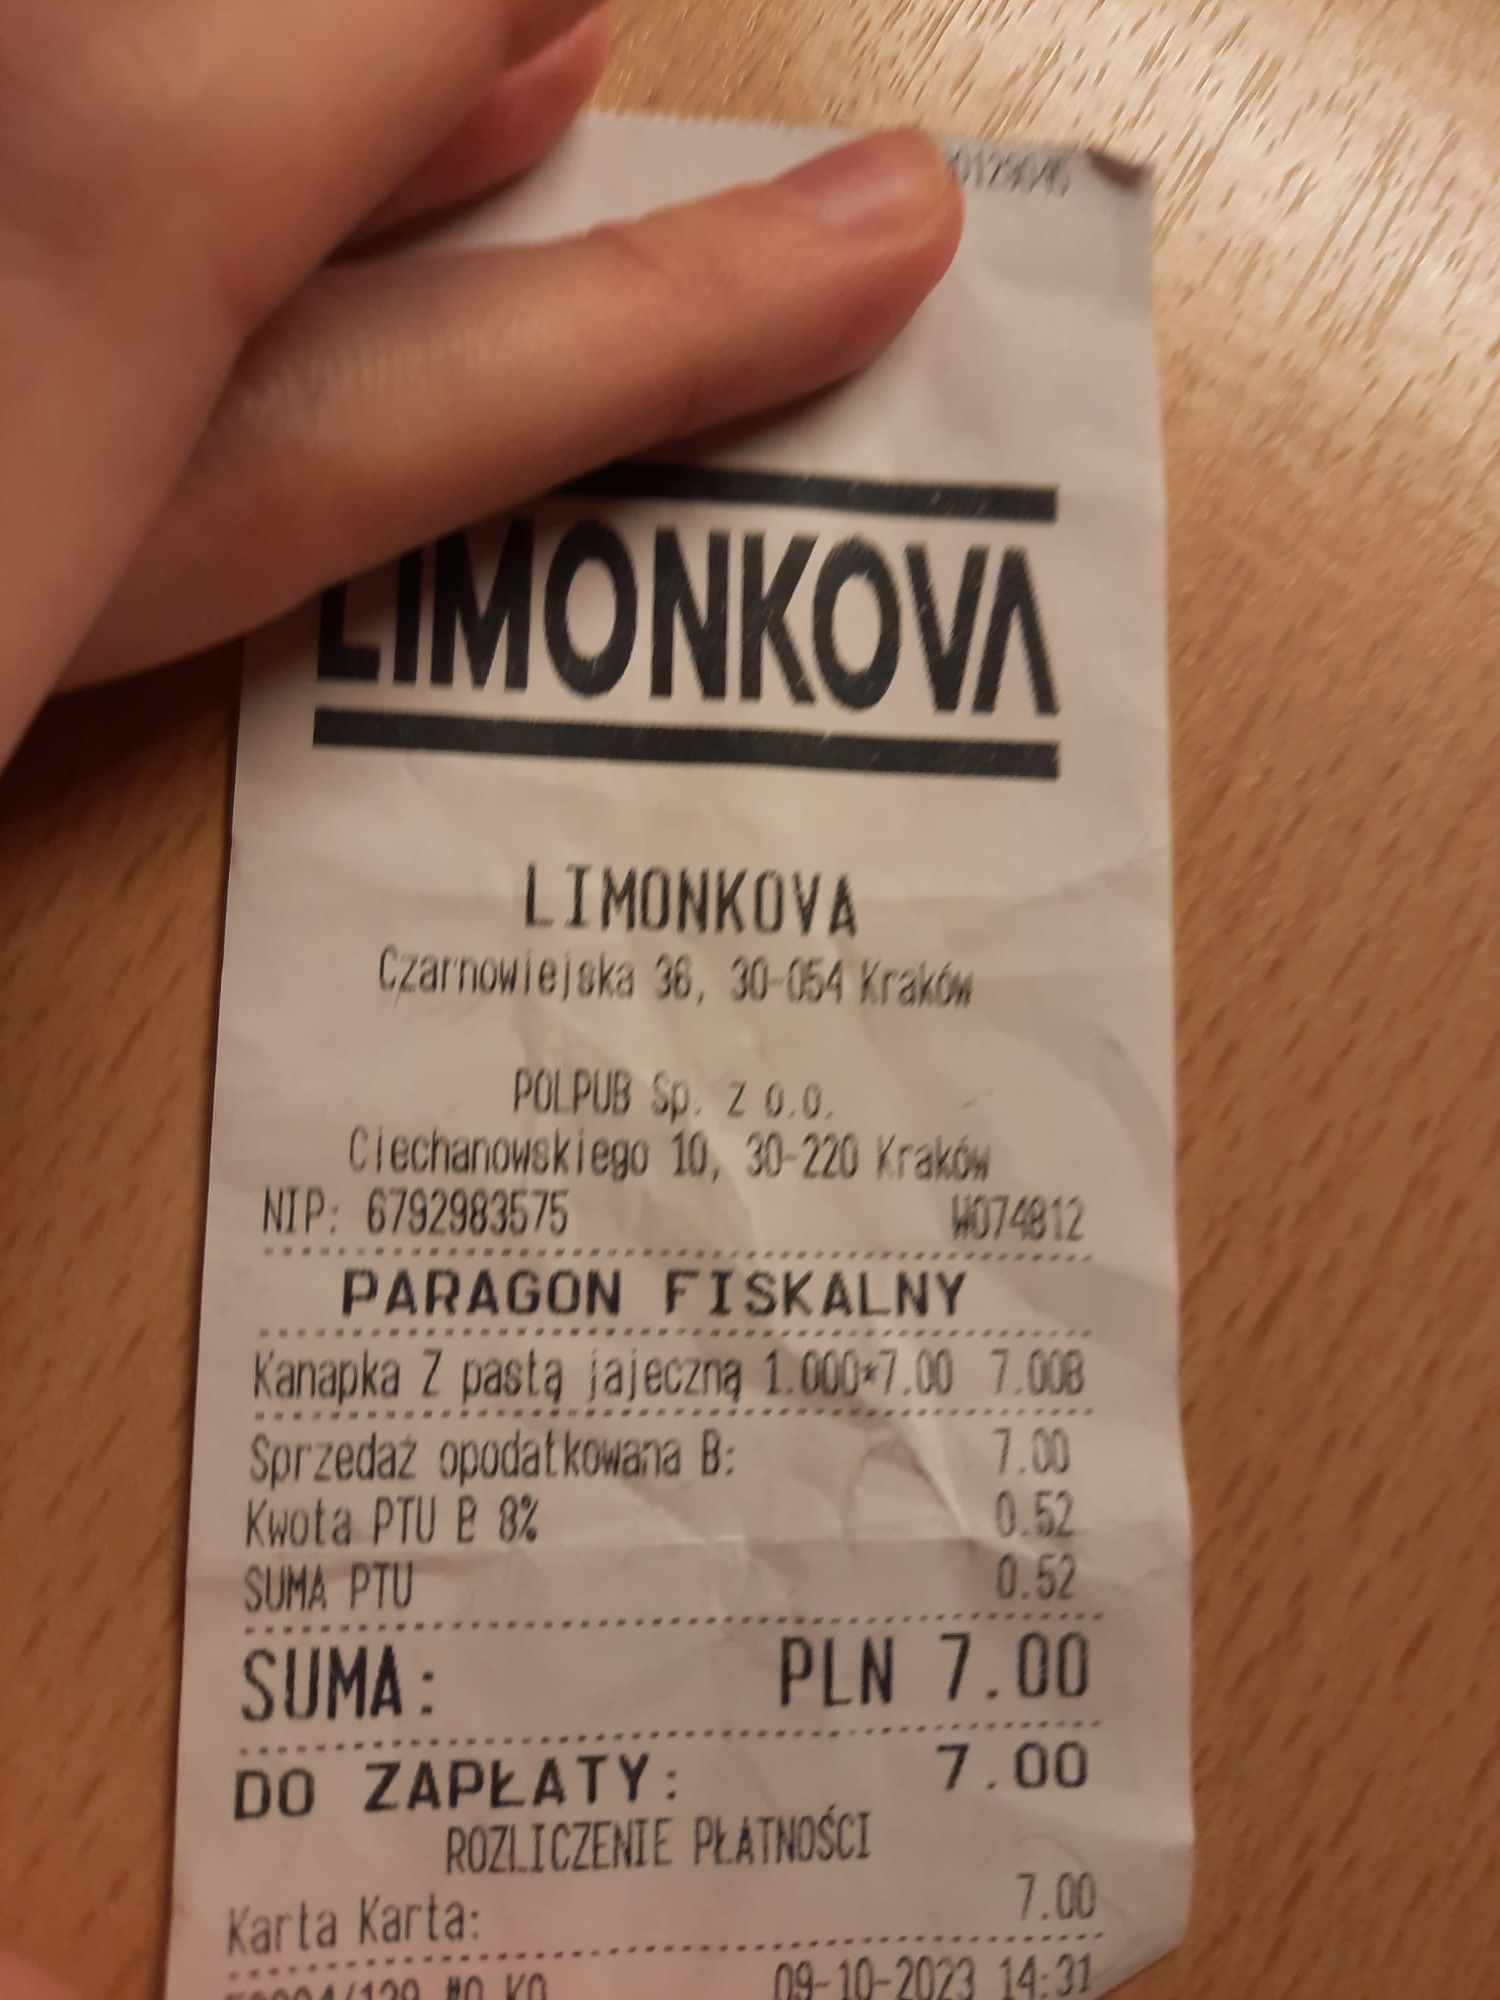 LIMONKOVA
LIMONKOVA
Czarnowiejska 36, 30-054 Kraków
POLPUB Sp. z o.o.
Ciechanowskiego 10, 30-220 Kraków
NIP: 6792983575 W074812
PARAGON FISKALNY
Kanapka Z pastą jajeczną 1.000*7.00 7.00B
Sprzedaż opodatkowana B: 7.00
Kwota PTU B 8% 0.52
SUMA PTU 0.52
SUMA: PLN 7.00
DO ZAPŁATY: 7.00
ROZLICZENIE PŁATNOŚCI
Karta Karta: 7.00
09-10-2023 14:31